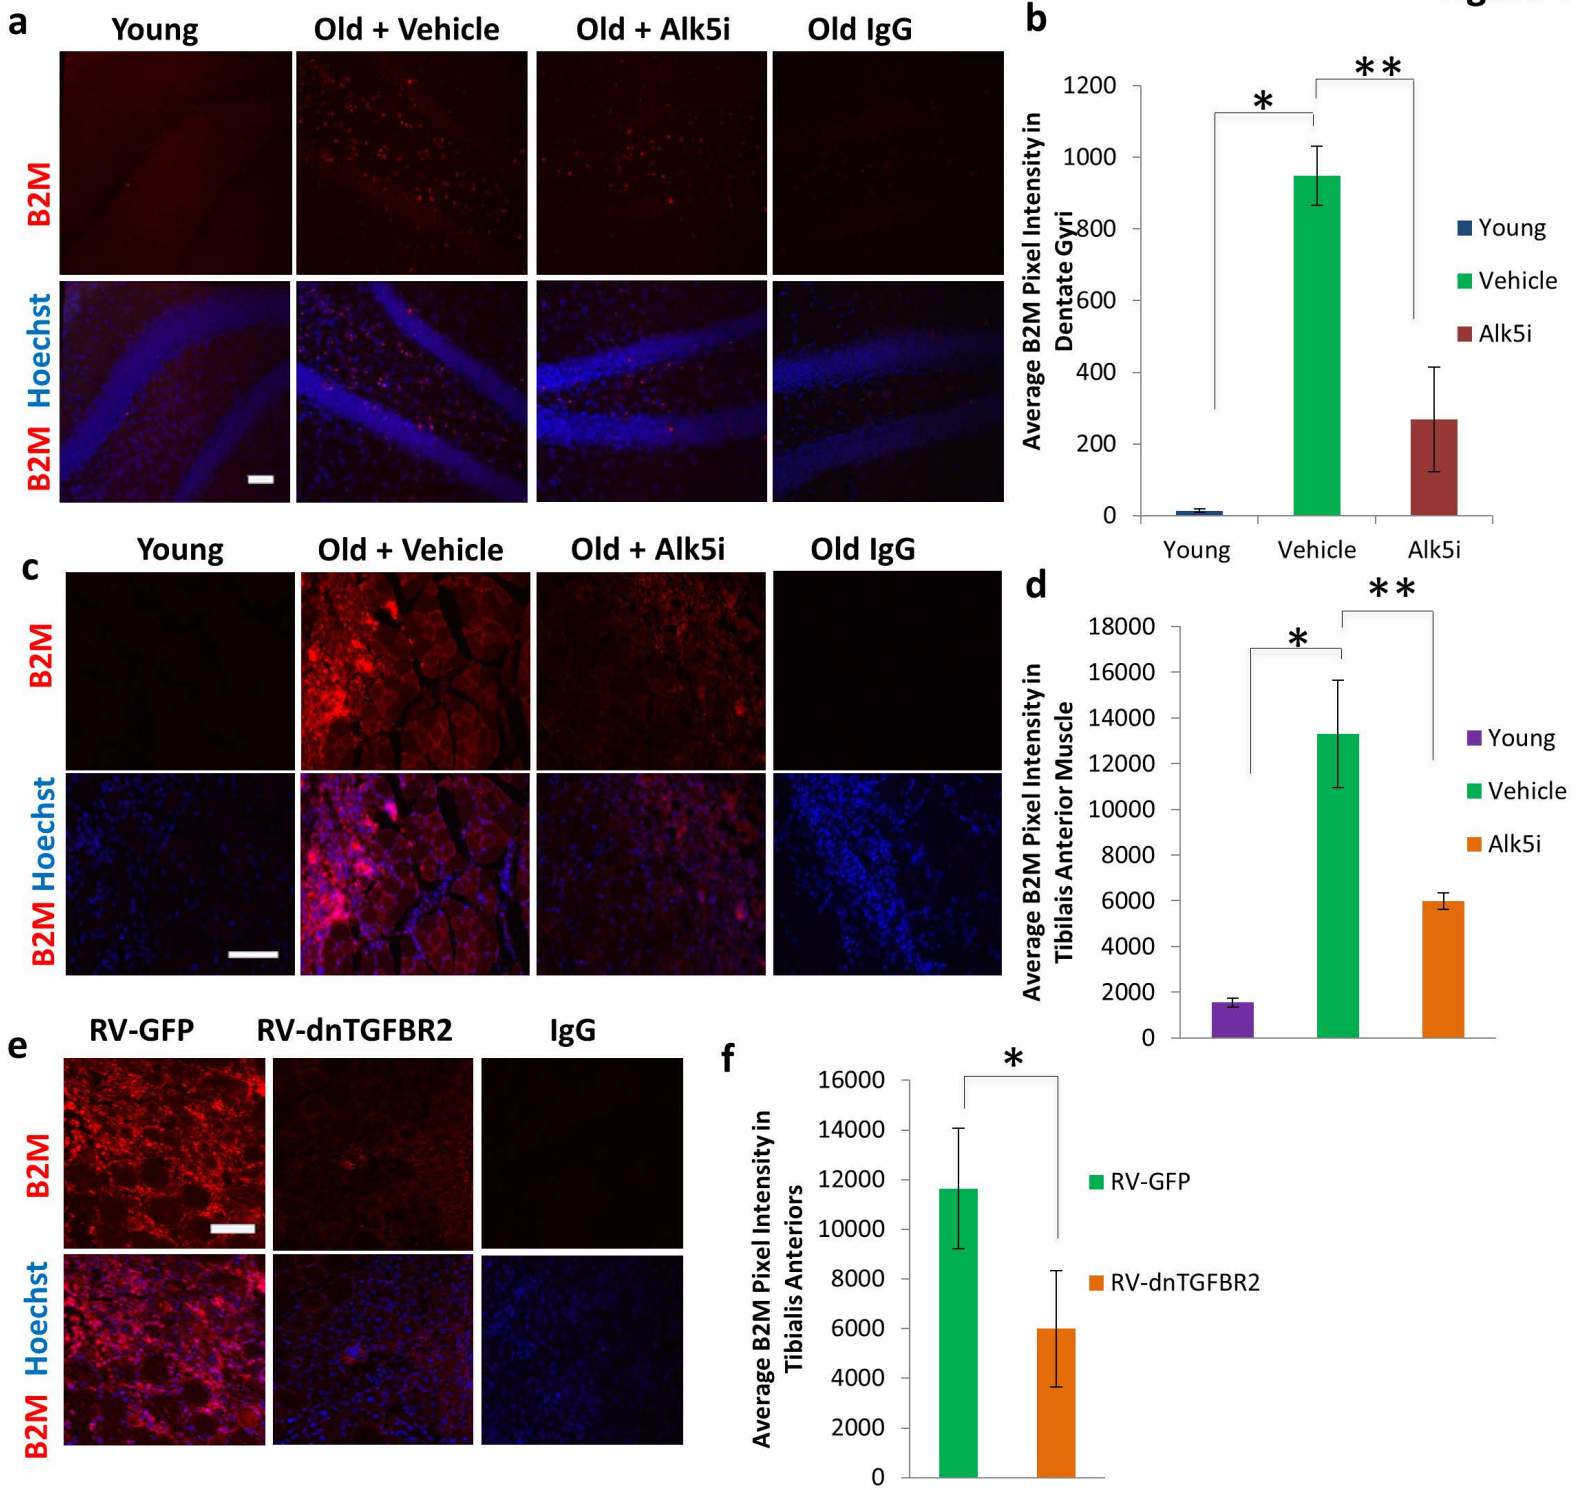 a
Young
Old + Vehicle
Old + Alk5i
Old IgG
B2M
B2M Hoechst
b
Average B2M Pixel Intensity in
Dentate Gyri
1200
1000
800
600
400
200
0
*
**
Young
Vehicle
Alk5i
Young
Vehicle
Alk5i
c
Young
Old + Vehicle
Old + Alk5i
Old IgG
B2M
B2M Hoechst
d
Average B2M Pixel Intensity in
Tibilais Anterior Muscle
18000
16000
14000
12000
10000
8000
6000
4000
2000
0
*
**
Young
Vehicle
Alk5i
e
RV-GFP
RV-dnTGFBR2
IgG
B2M
B2M Hoechst
f
Average B2M Pixel Intensity in
Tibialis Anteriors
16000
14000
12000
10000
8000
6000
4000
2000
0
*
RV-GFP
RV-dnTGFBR2